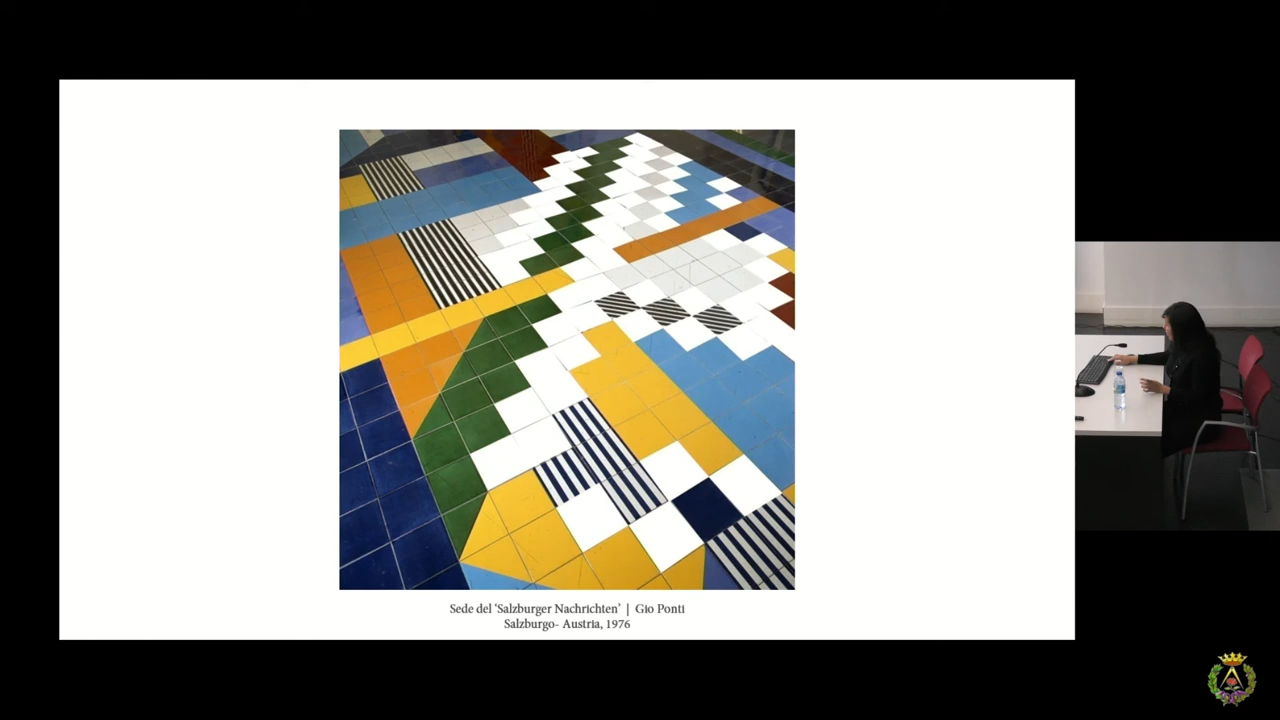 Sede del ‘Salzburger Nachrichten’ | Gio Ponti
Salzburgo- Austria, 1976